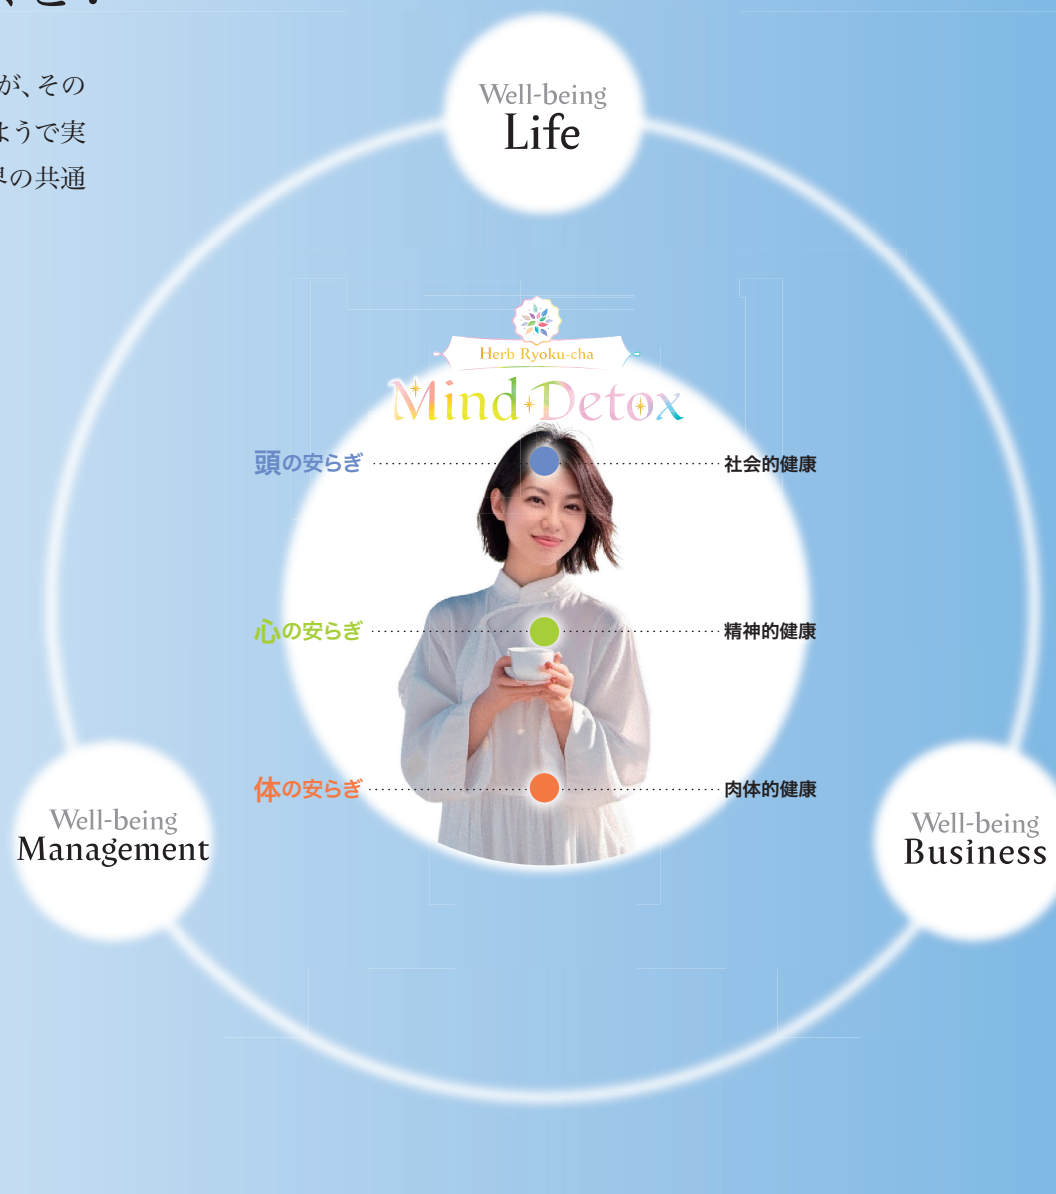 が、その
ようで実
界の共通
Well-being
Life
Herb Ryoku-cha
Mind Detox
頭の安らぎ
社会的健康
心の安らぎ
精神的健康
体の安らぎ
肉体的健康
Well-being
Management
Well-being
Business